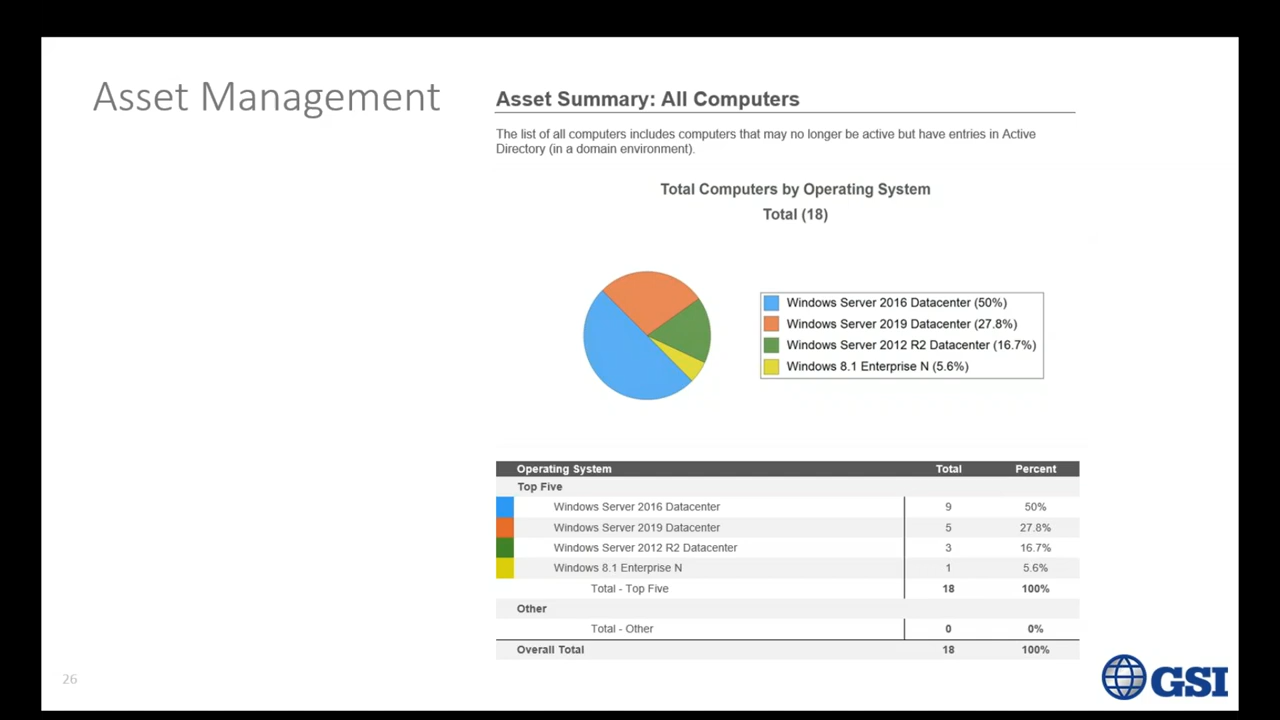 Asset Management
Asset Summary: All Computers
The list of all computers includes computers that may no longer be active but have entries in Active
Directory (in a domain environment).
Total Computers by Operating System
Total (18)
Windows Server 2016 Datacenter (50%)
Windows Server 2019 Datacenter (27.8%)
Windows Server 2012 R2 Datacenter (16.7%)
Windows 8.1 Enterprise N (5.6%)
Operating System Total Percent
Top Five
Windows Server 2016 Datacenter 9 50%
Windows Server 2019 Datacenter 5 27.8%
Windows Server 2012 R2 Datacenter 3 16.7%
Windows 8.1 Enterprise N 1 5.6%
Total - Top Five 18 100%
Other
Total - Other 0 0%
Overall Total 18 100%
26
GSI